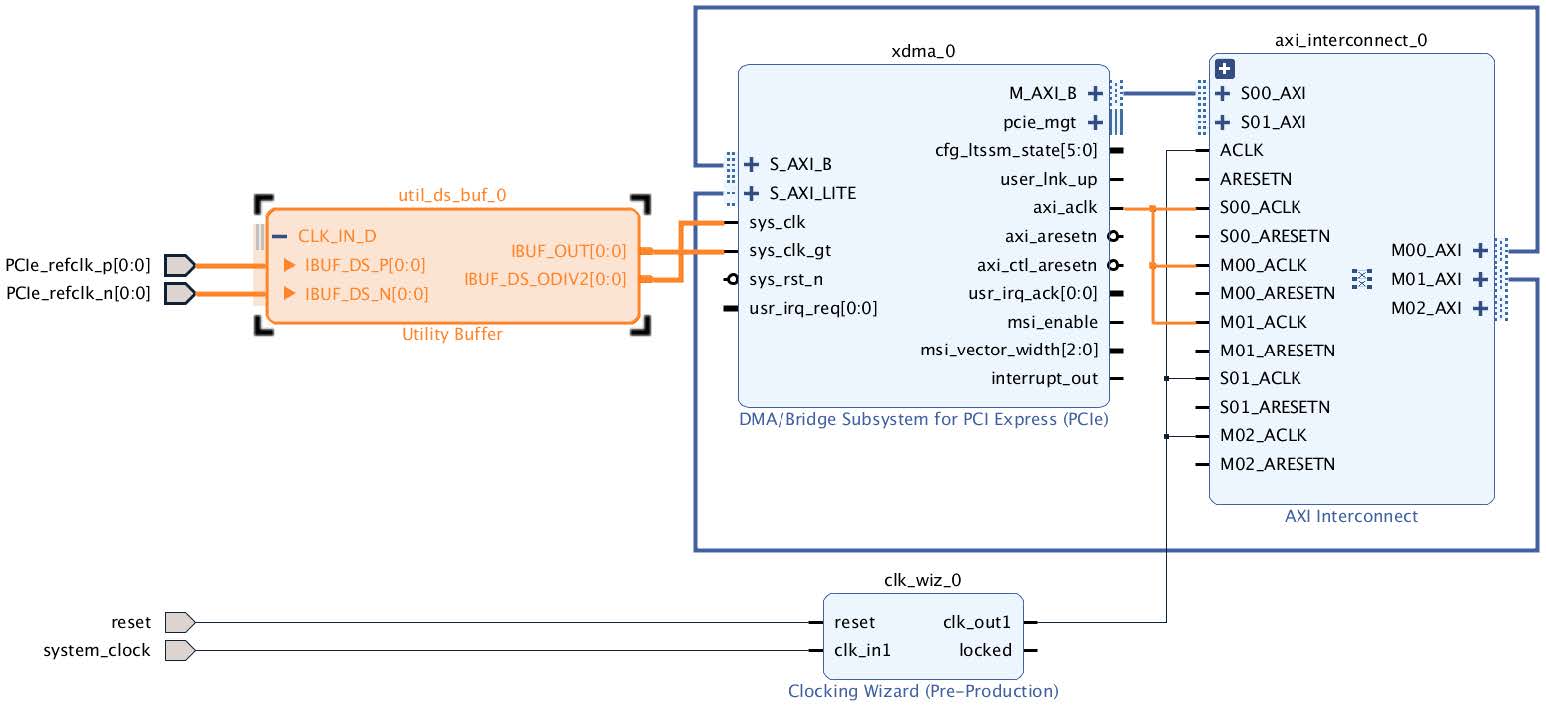 util_ds_buf_0
CLK_IN_D
IBUF_DS_P[0:0]
IBUF_DS_N[0:0]
IBUF_OUT[0:0]
IBUF_DS_ODIV2[0:0]
Utility Buffer
PCIe_refclk_p[0:0]
PCIe_refclk_n[0:0]
xdma_0
S_AXI_B
S_AXI_LITE
sys_clk
sys_clk_gt
sys_rst_n
usr_irq_req[0:0]
M_AXI_B
pcie_mgt
cfg_ltssm_state[5:0]
user_lnk_up
axi_aclk
axi_aresetn
axi_ctl_aresetn
usr_irq_ack[0:0]
msi_enable
msi_vector_width[2:0]
interrupt_out
DMA/Bridge Subsystem for PCI Express (PCIe)
axi_interconnect_0
S00_AXI
S01_AXI
ACLK
ARESETN
S00_ACLK
S00_ARESETN
M00_ACLK
M00_ARESETN
M01_ACLK
M01_ARESETN
S01_ACLK
S01_ARESETN
M02_ACLK
M02_ARESETN
M00_AXI
M01_AXI
M02_AXI
AXI Interconnect
reset
system_clock
clk_wiz_0
reset
clk_in1
clk_out1
locked
Clocking Wizard (Pre-Production)